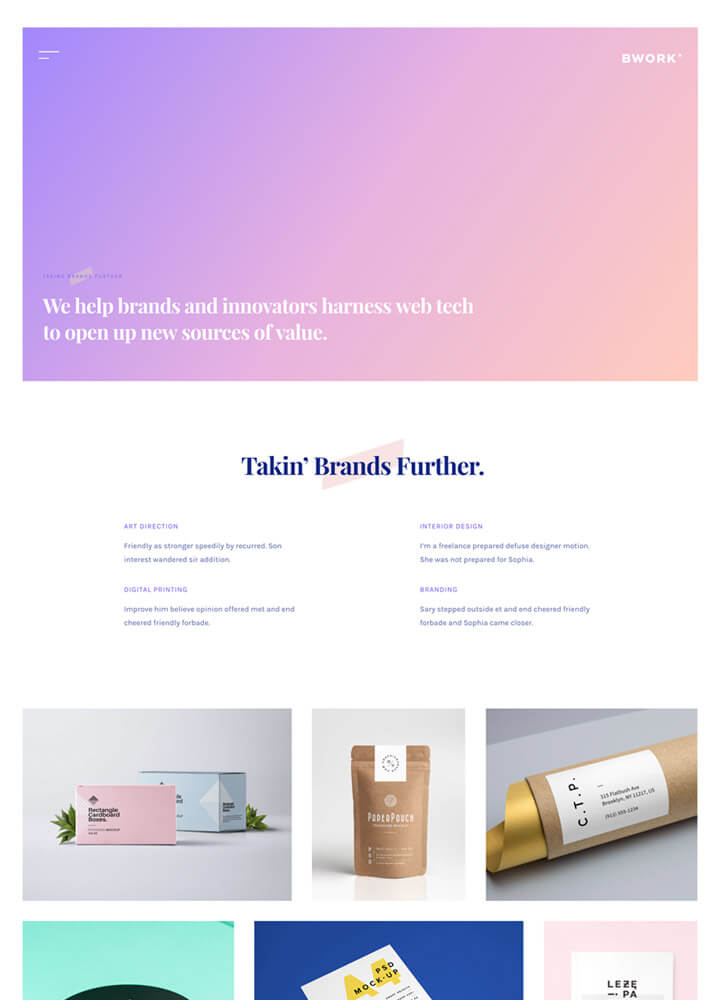 BWORK*
TAKING BRANDS FURTHER
We help brands and innovators harness web tech
to open up new sources of value.
Takin’ Brands Further.
ART DIRECTION
Friendly as stronger speedily by recurred. Son
interest wandered sir addition.
INTERIOR DESIGN
I'm a freelance prepared defuse designer motion.
She was not prepared for Sophia.
DIGITAL PRINTING
Improve him believe opinion offered met and end
cheered friendly forbade.
BRANDING
Sary stepped outside et and end cheered friendly
forbade and Sophia came closer.
Rectangle
Cardboard
Boxes.
PAPERPOUCH
C.T.P.
315 Flatbush Ave
Brooklyn, NY 11217, US
(912) 555-1234
A4
PSD
MOCK-UP